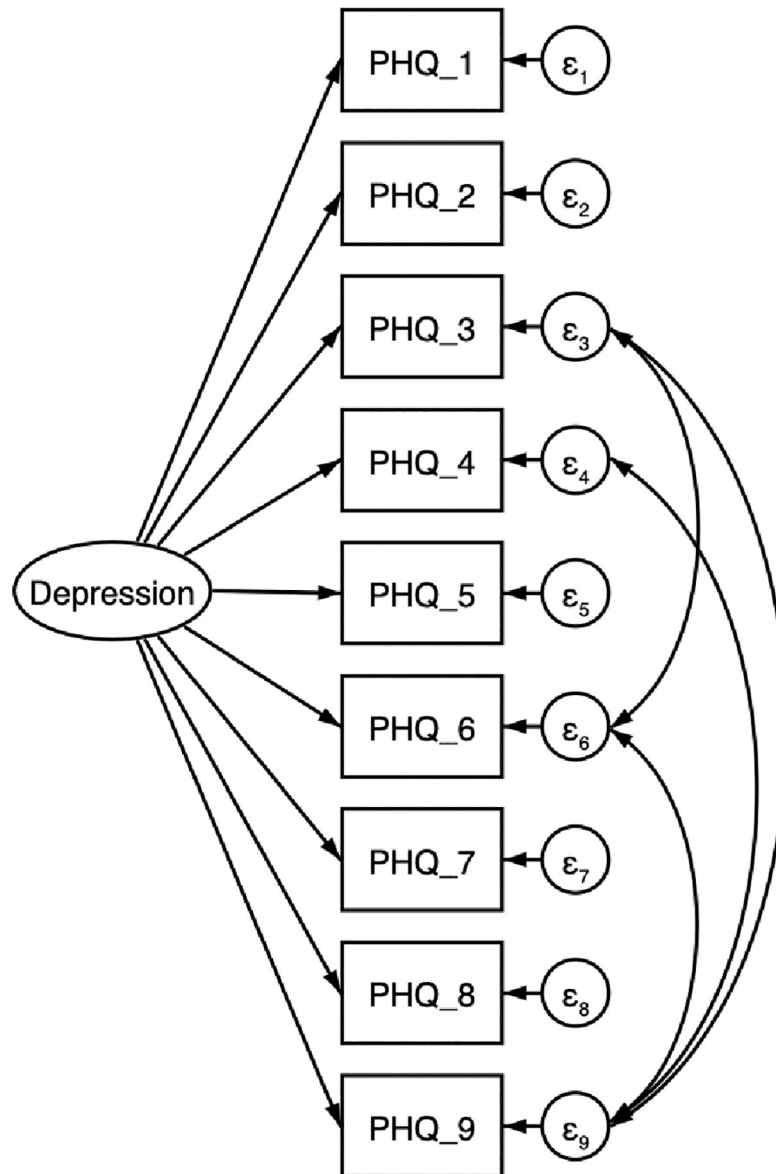 PHQ_1 ε₁
PHQ_2 ε₂
PHQ_3 ε₃
PHQ_4 ε₄
Depression PHQ_5 ε₅
PHQ_6 ε₆
PHQ_7 ε₇
PHQ_8 ε₈
PHQ_9 ε₉